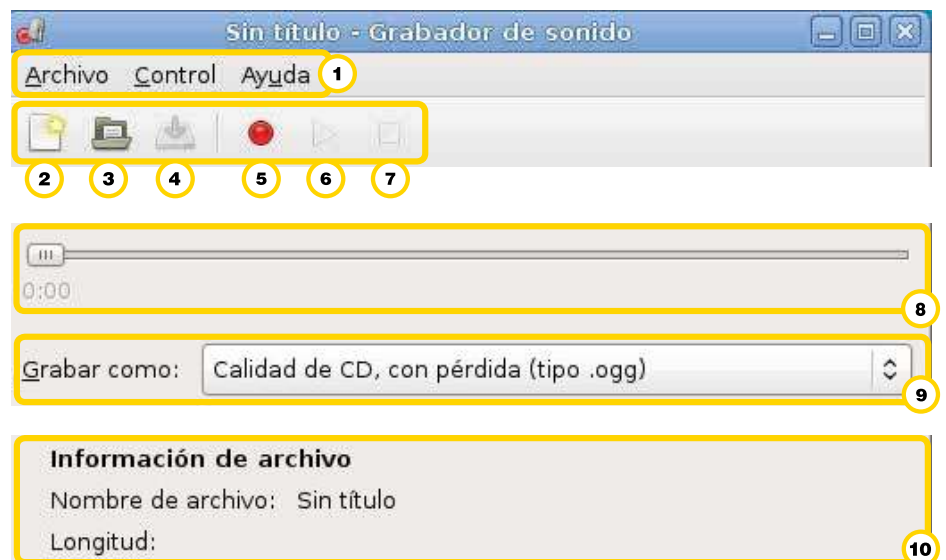 Sin título - Grabador de sonido
Archivo Control Ayuda 1
2 3 4 5 6 7
0:00
8
Grabar como: Calidad de CD, con pérdida (tipo .ogg)
9
Información de archivo
Nombre de archivo: Sin título
Longitud:
10